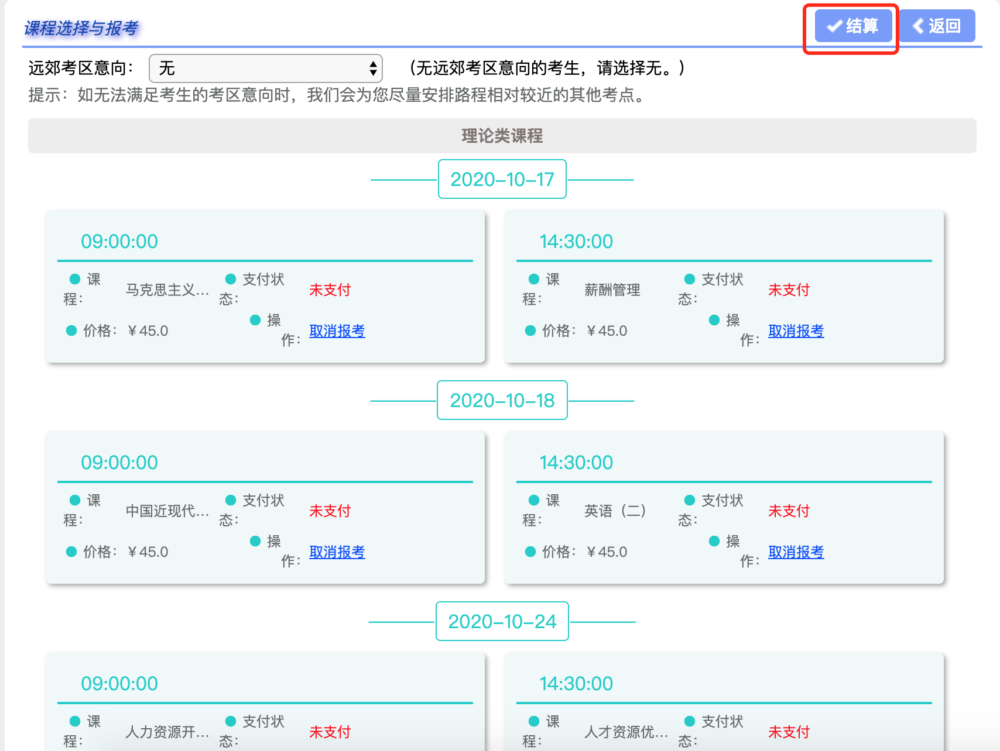 课程选择与报考
结算
返回
远郊考区意向：
无
（无远郊考区意向的考生，请选择无。）
提示：如无法满足考生的考区意向时，我们会为您尽量安排路程相对较近的其他考点。
理论类课程
2020-10-17
09:00:00
课
程：
马克思主义...
支付状
态：
未支付
价格：
￥45.0
操
作：
取消报考
14:30:00
课
程：
薪酬管理
支付状
态：
未支付
价格：
￥45.0
操
作：
取消报考
2020-10-18
09:00:00
课
程：
中国近现代...
支付状
态：
未支付
价格：
￥45.0
操
作：
取消报考
14:30:00
课
程：
英语（二）
支付状
态：
未支付
价格：
￥45.0
操
作：
取消报考
2020-10-24
09:00:00
课
程：
人力资源开...
支付状
态：
未支付
14:30:00
课
程：
人才资源优...
支付状
态：
未支付